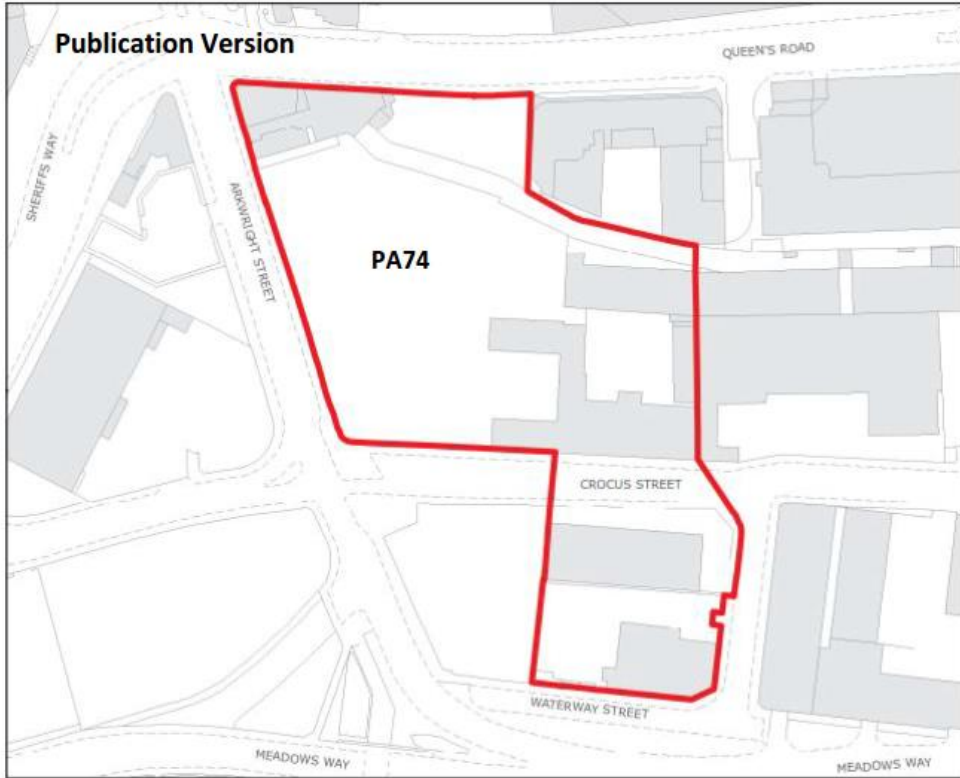 Publication Version
QUEEN'S ROAD
SHERIFFS WAY
ARKWRIGHT STREET
PA74
CROCUS STREET
WATERWAY STREET
MEADOWS WAY
MEADOWS WAY